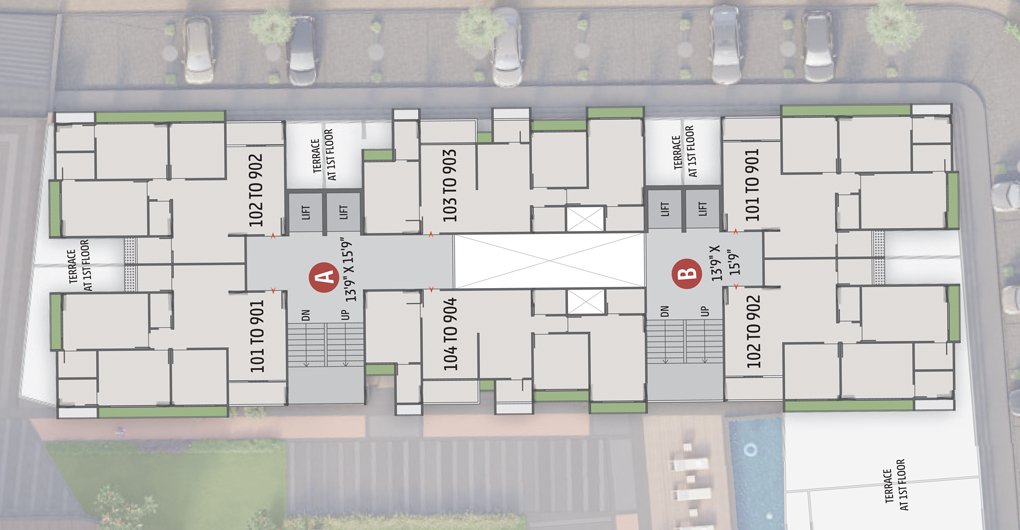 TERRACE
AT 1ST FLOOR
TERRACE
AT 1ST FLOOR
102 TO 902
103 TO 903
101 TO 901
LIFT
LIFT
LIFT
LIFT
TERRACE
AT 1ST FLOOR
A
13'9" X 15'9"
B
13'9" X
15'9"
DN
UP
DN
UP
101 TO 901
104 TO 904
102 TO 902
TERRACE
AT 1ST FLOOR